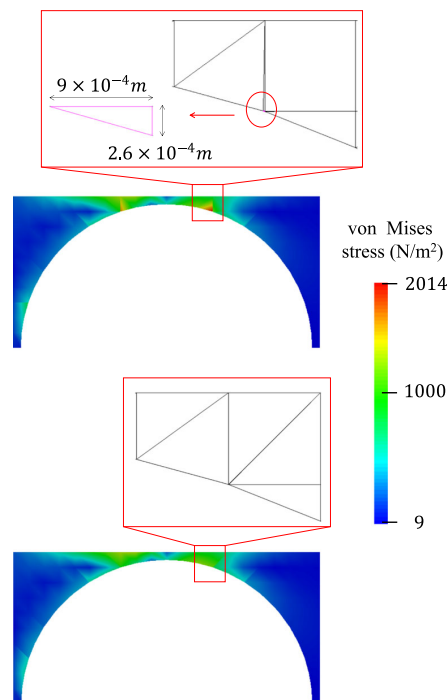 9 × 10⁻⁴m
2.6 × 10⁻⁴m
von Mises
stress (N/m²)
2014
1000
9